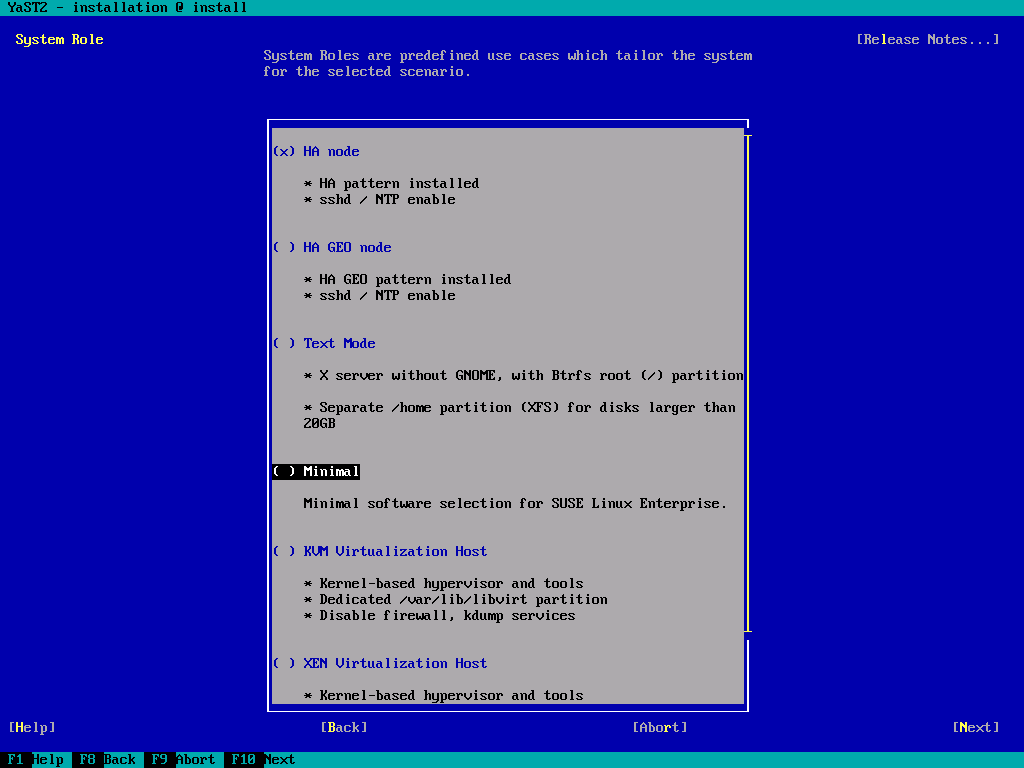 YaST2 - installation @ install
System Role
[Release Notes...]
System Roles are predefined use cases which tailor the system
for the selected scenario.
(x) HA node
* HA pattern installed
* sshd / NTP enable
( ) HA GEO node
* HA GEO pattern installed
* sshd / NTP enable
( ) Text Mode
* X server without GNOME, with Btrfs root (/) partition
* Separate /home partition (XFS) for disks larger than
20GB
( ) Minimal
Minimal software selection for SUSE Linux Enterprise.
( ) KVM Virtualization Host
* Kernel-based hypervisor and tools
* Dedicated /var/lib/libvirt partition
* Disable firewall, kdump services
( ) XEN Virtualization Host
* Kernel-based hypervisor and tools
[Help] [Back] [Abort] [Next]
F1 Help F8 Back F9 Abort F10 Next